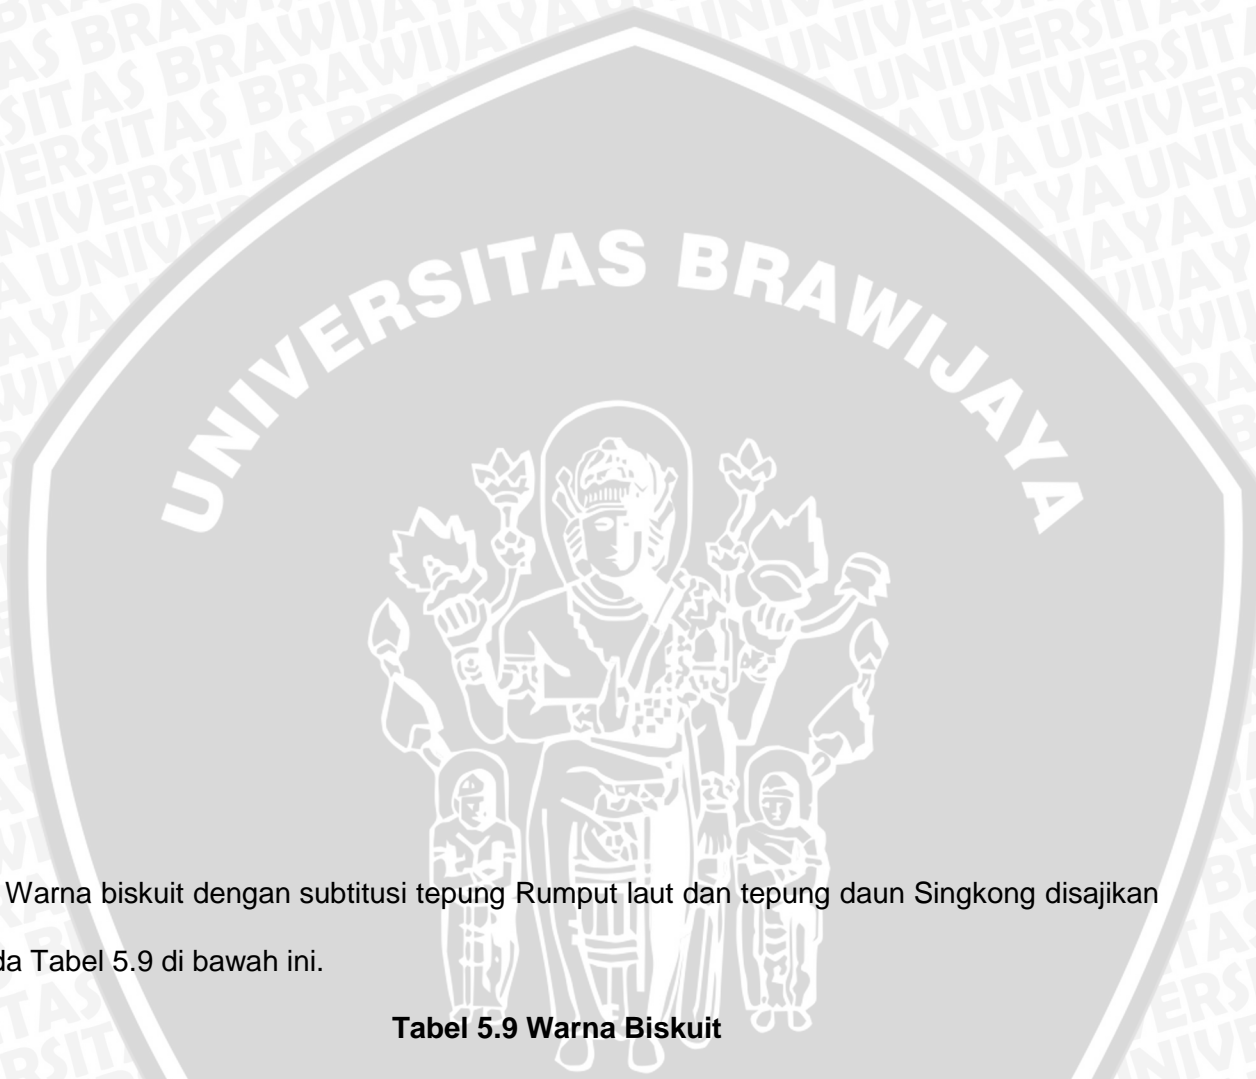 UNIVERSITAS BRAWIJAYA
Warna biskuit dengan subtitusi tepung Rumput laut dan tepung daun Singkong disajikan
da Tabel 5.9 di bawah ini.
Tabel 5.9 Warna Biskuit